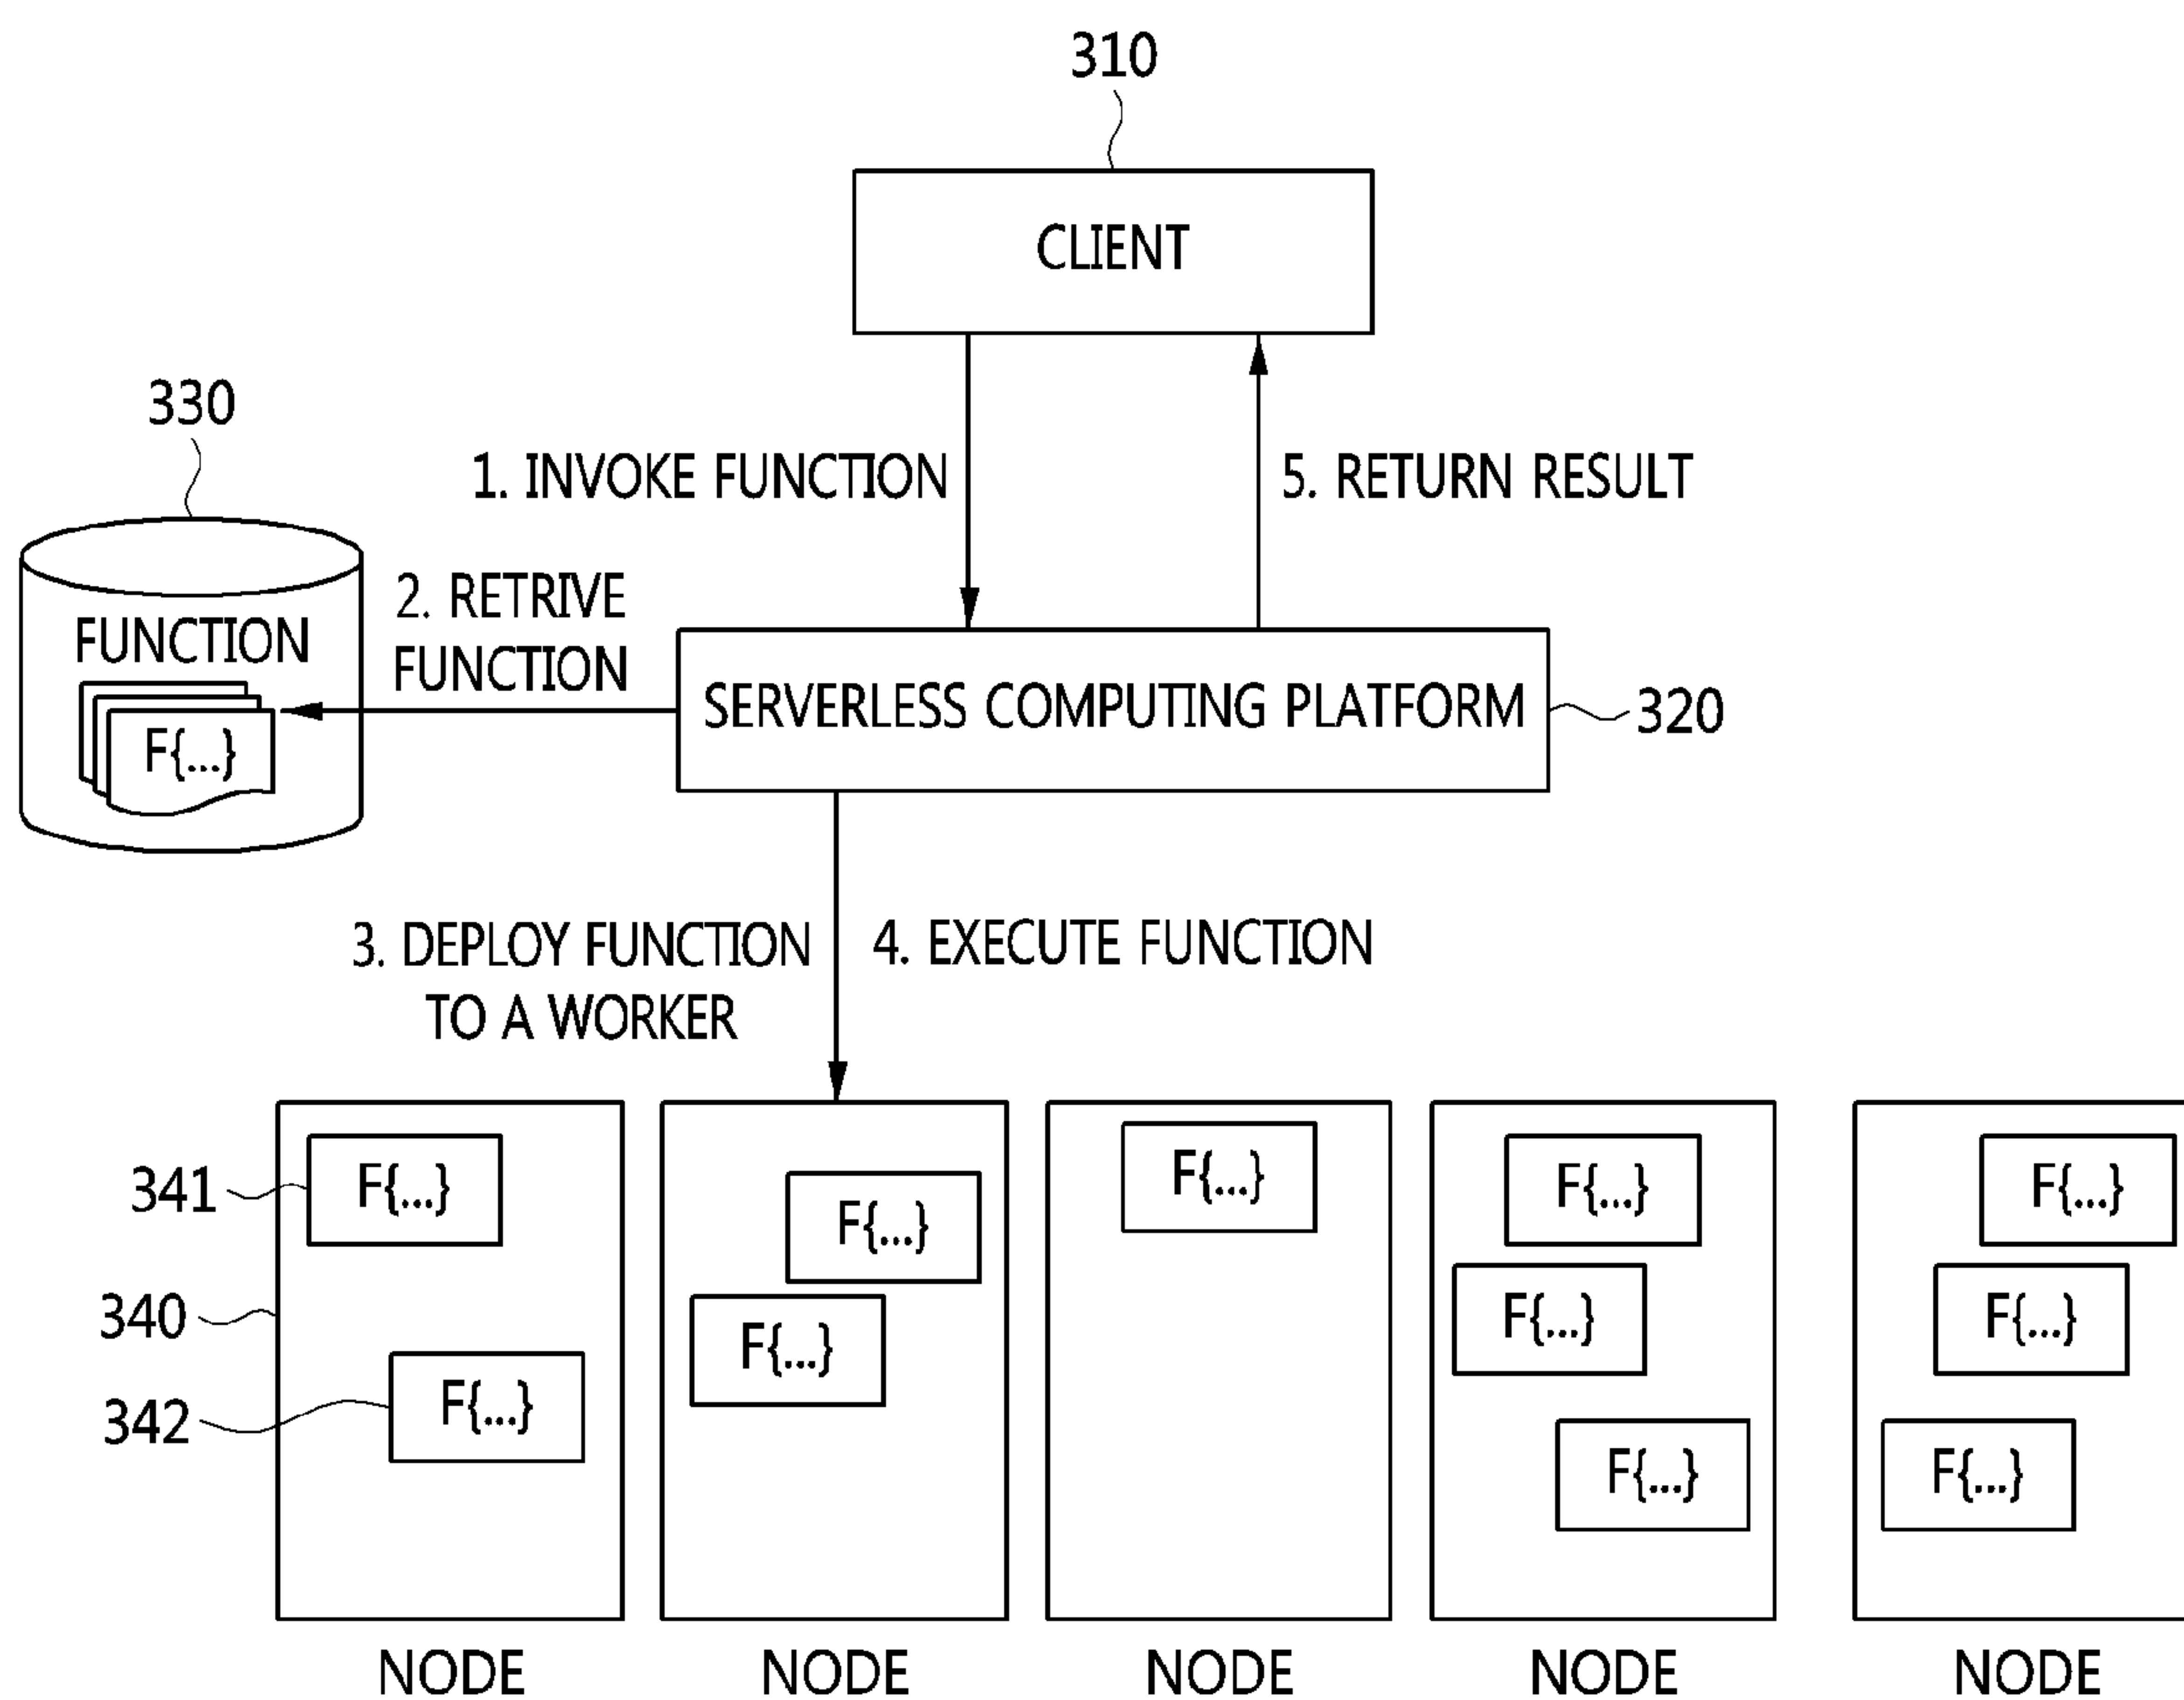 310
CLIENT
330
1. INVOKE FUNCTION
5. RETURN RESULT
2. RETRIVE
FUNCTION
FUNCTION
F{...}
SERVERLESS COMPUTING PLATFORM
320
3. DEPLOY FUNCTION
TO A WORKER
4. EXECUTE FUNCTION
341
F{...}
340
342
F{...}
F{...}
F{...}
F{...}
F{...}
F{...}
F{...}
F{...}
F{...}
F{...}
NODE
NODE
NODE
NODE
NODE